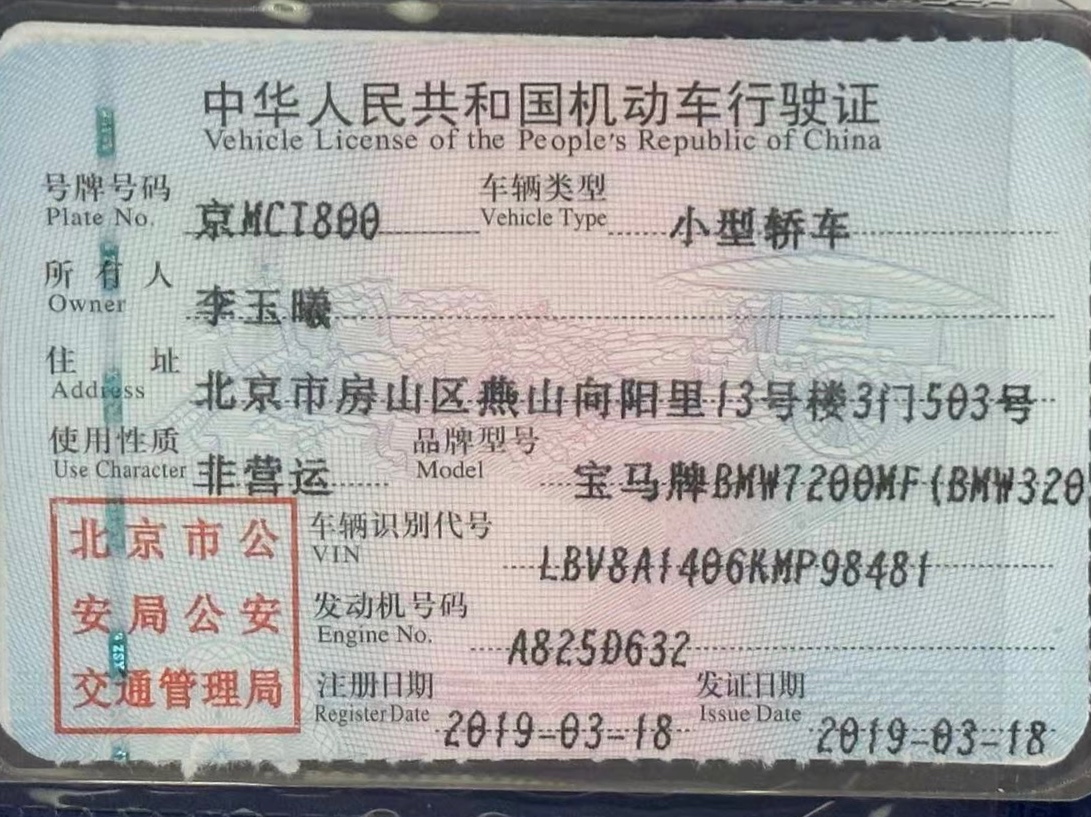 中华人民共和国机动车行驶证
Vehicle License of the People's Republic of China
号牌号码 京MCT800 车辆类型 小型轿车
Plate No. Vehicle Type
所有人 李玉曦
Owner
住址 北京市房山区燕山向阳里13号楼3门503号
Address
使用性质 非营运 品牌型号 宝马牌BMW7200MF(BMW320
Use Character Model
北京市公
安局公安
交通管理局
车辆识别代号 LBV8A1406KMP98481
VIN
发动机号码 A825D632
Engine No.
注册日期 2019-03-18 发证日期 2019-03-18
Register Date Issue Date